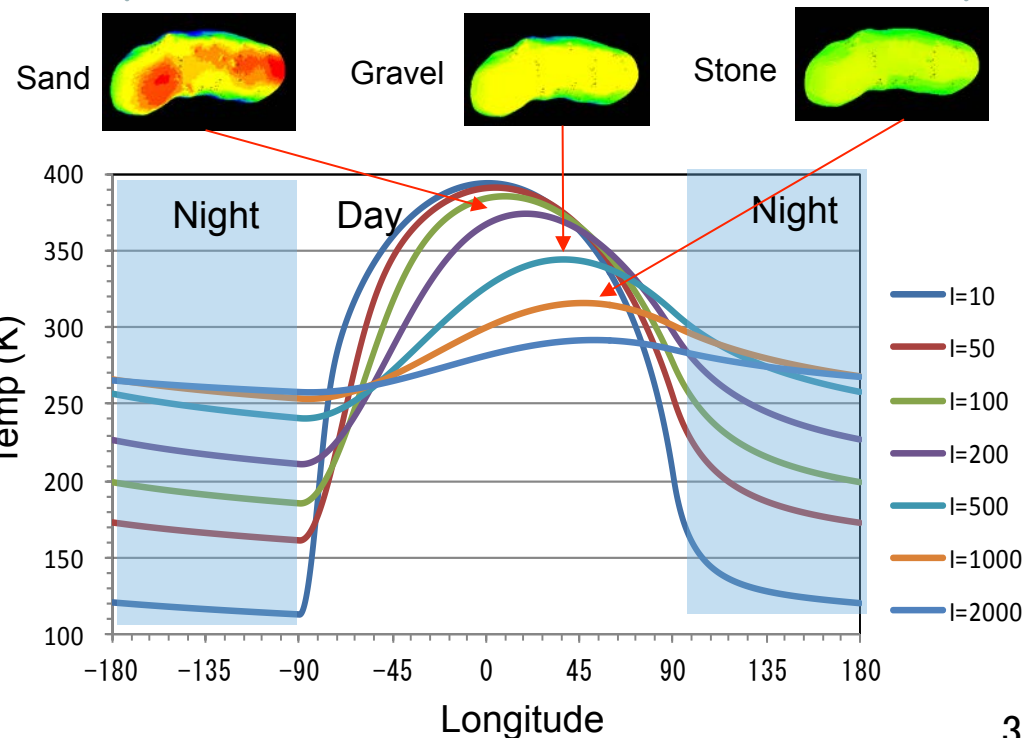 Sand
Gravel
Stone
400
350
300
250
200
150
100
Temp (K)
Night
Day
Night
I=10
I=50
I=100
I=200
I=500
I=1000
I=2000
-180
-135
-90
-45
0
45
90
135
180
Longitude
3